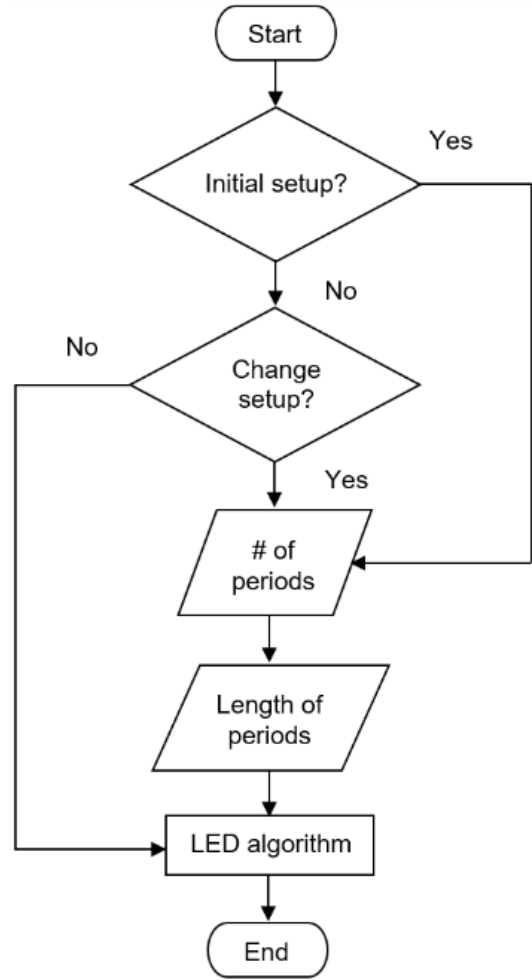 Start
Yes
Initial setup?
No
No
Change
setup?
Yes
# of
periods
Length of
periods
LED algorithm
End